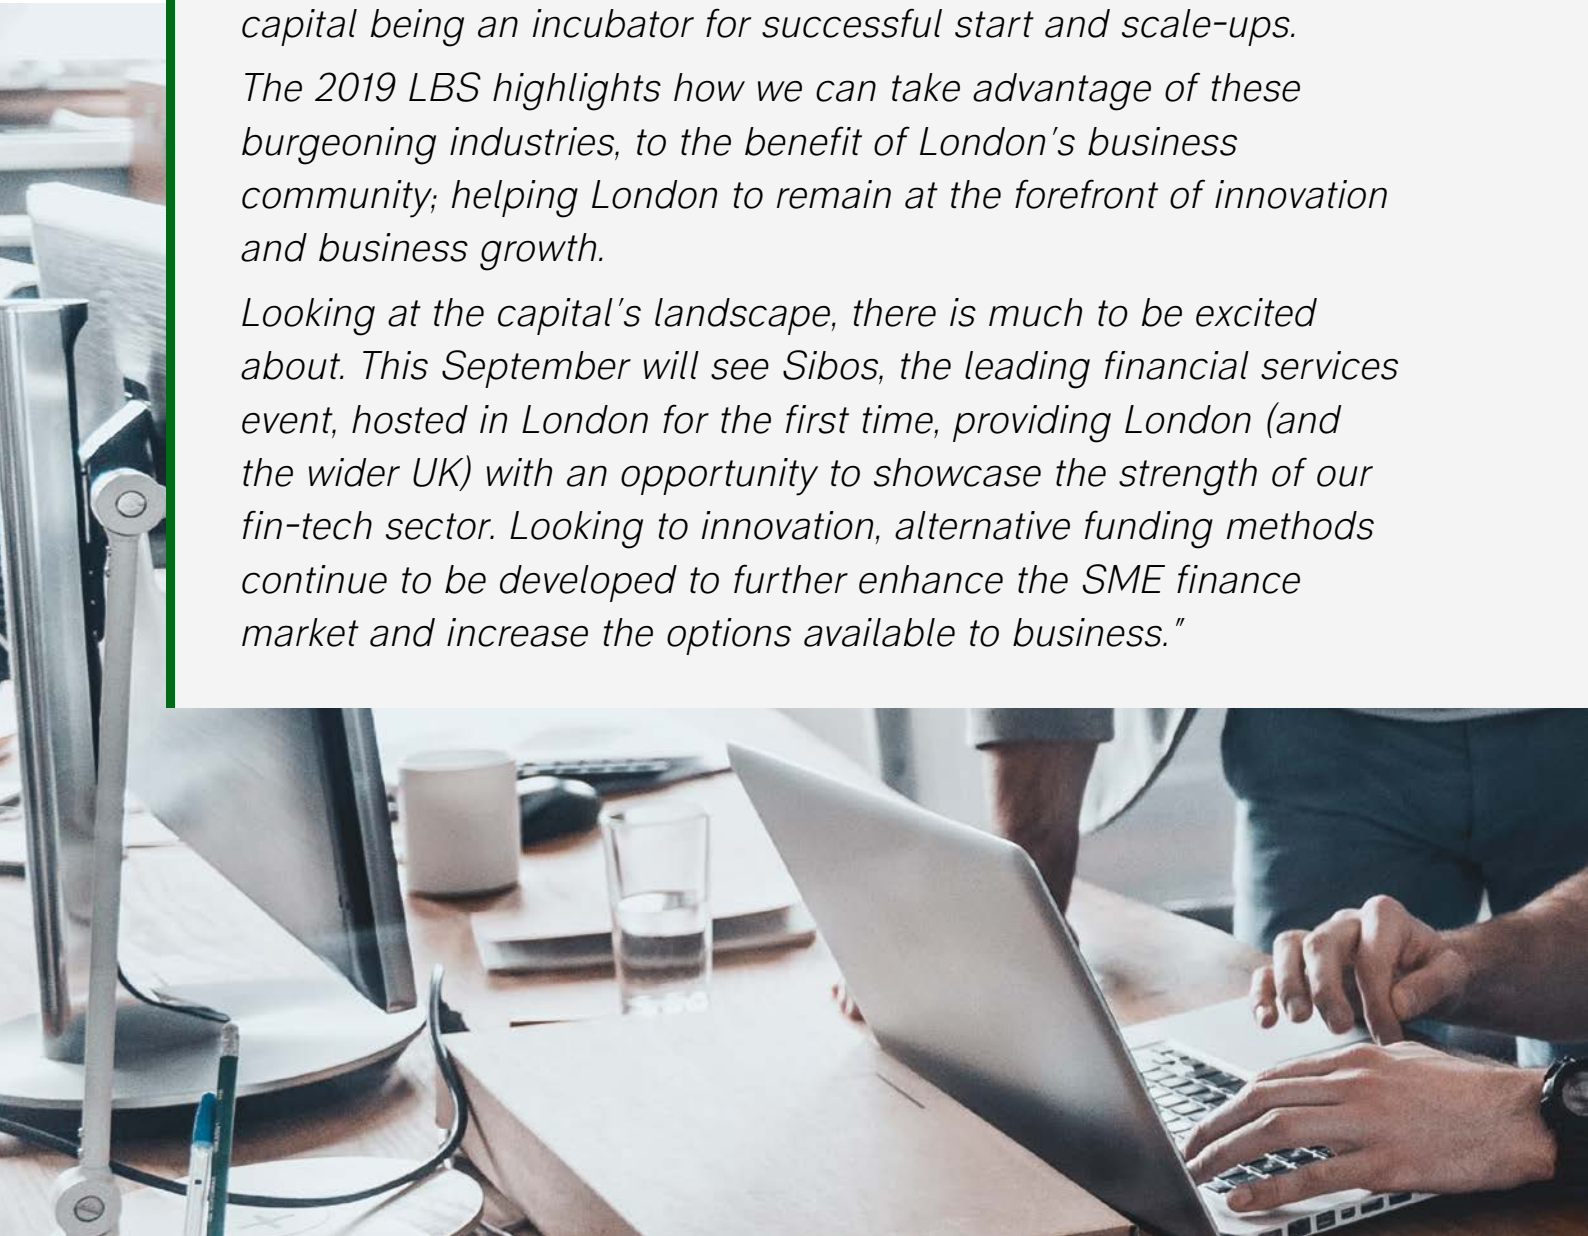 capital being an incubator for successful start and scale-ups.
The 2019 LBS highlights how we can take advantage of these
burgeoning industries, to the benefit of London's business
community; helping London to remain at the forefront of innovation
and business growth.
Looking at the capital's landscape, there is much to be excited
about. This September will see Sibos, the leading financial services
event, hosted in London for the first time, providing London (and
the wider UK) with an opportunity to showcase the strength of our
fin-tech sector. Looking to innovation, alternative funding methods
continue to be developed to further enhance the SME finance
market and increase the options available to business."